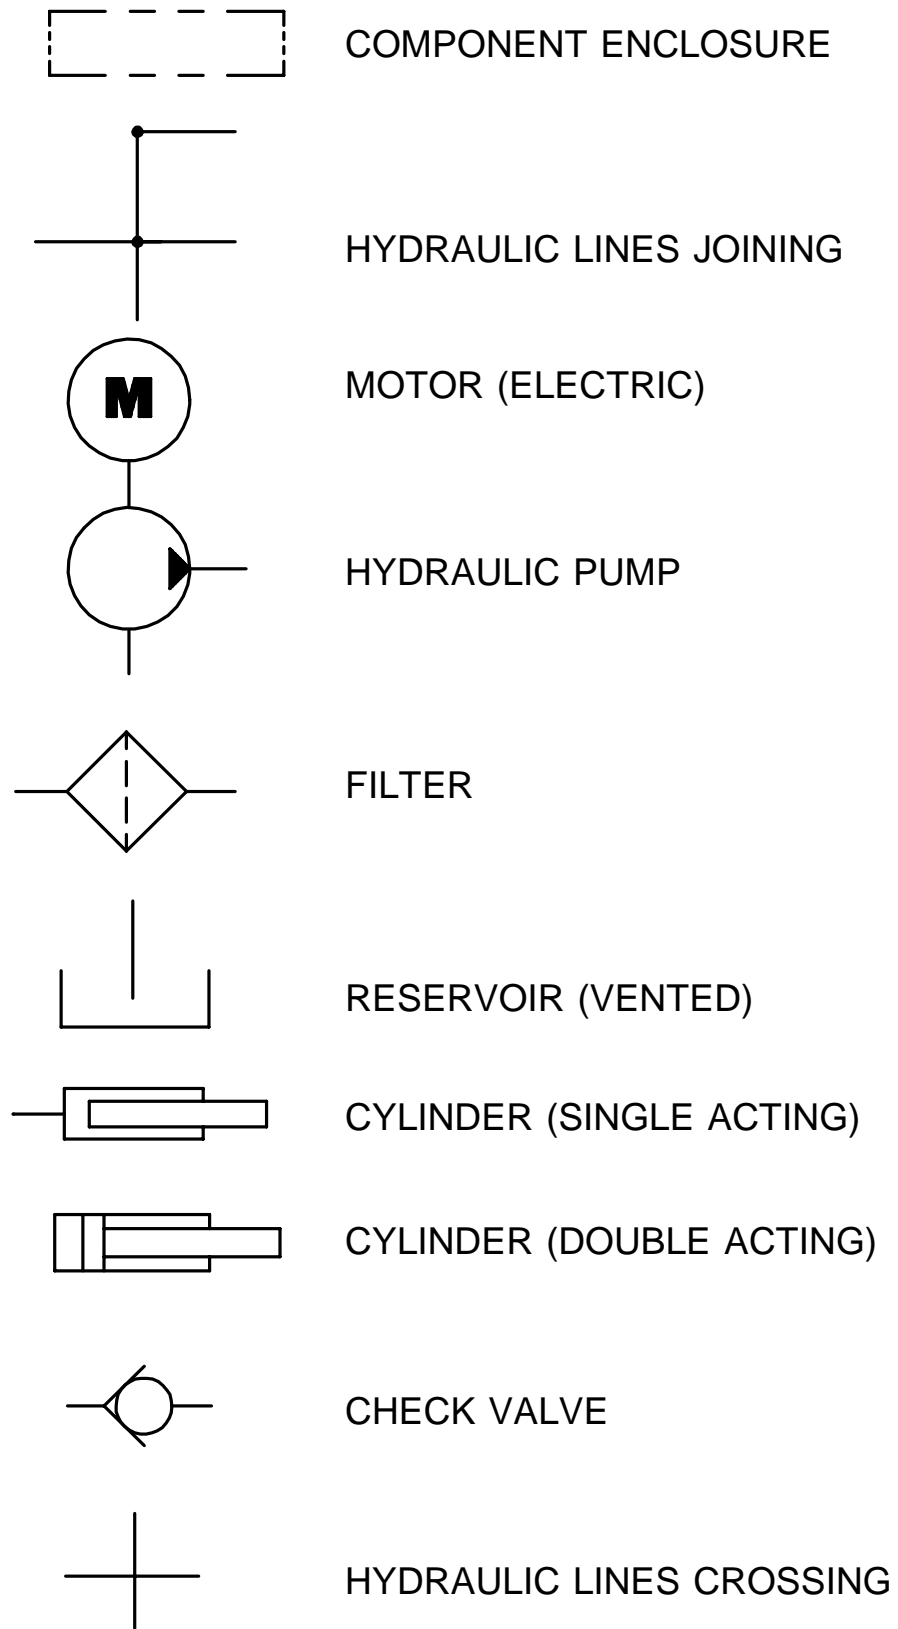 COMPONENT ENCLOSURE
HYDRAULIC LINES JOINING
M
MOTOR (ELECTRIC)
HYDRAULIC PUMP
FILTER
RESERVOIR (VENTED)
CYLINDER (SINGLE ACTING)
CYLINDER (DOUBLE ACTING)
CHECK VALVE
HYDRAULIC LINES CROSSING